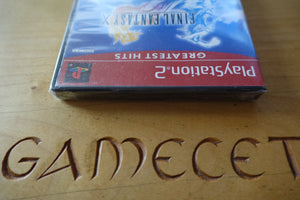 FINAL FANTASY X
GREATEST HITS
PlayStation.2
GAMECET